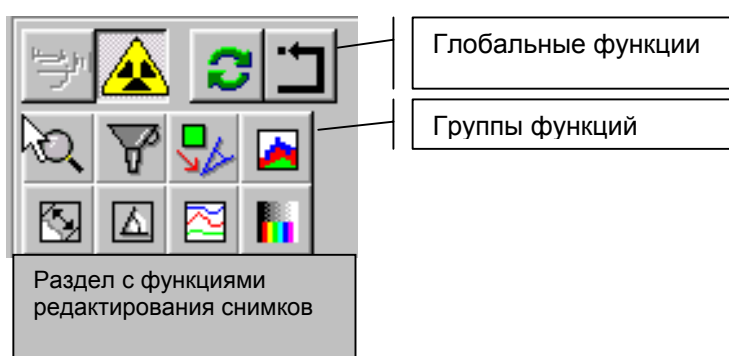 Глобальные функции
Группы функций
Раздел с функциями
редактирования снимков